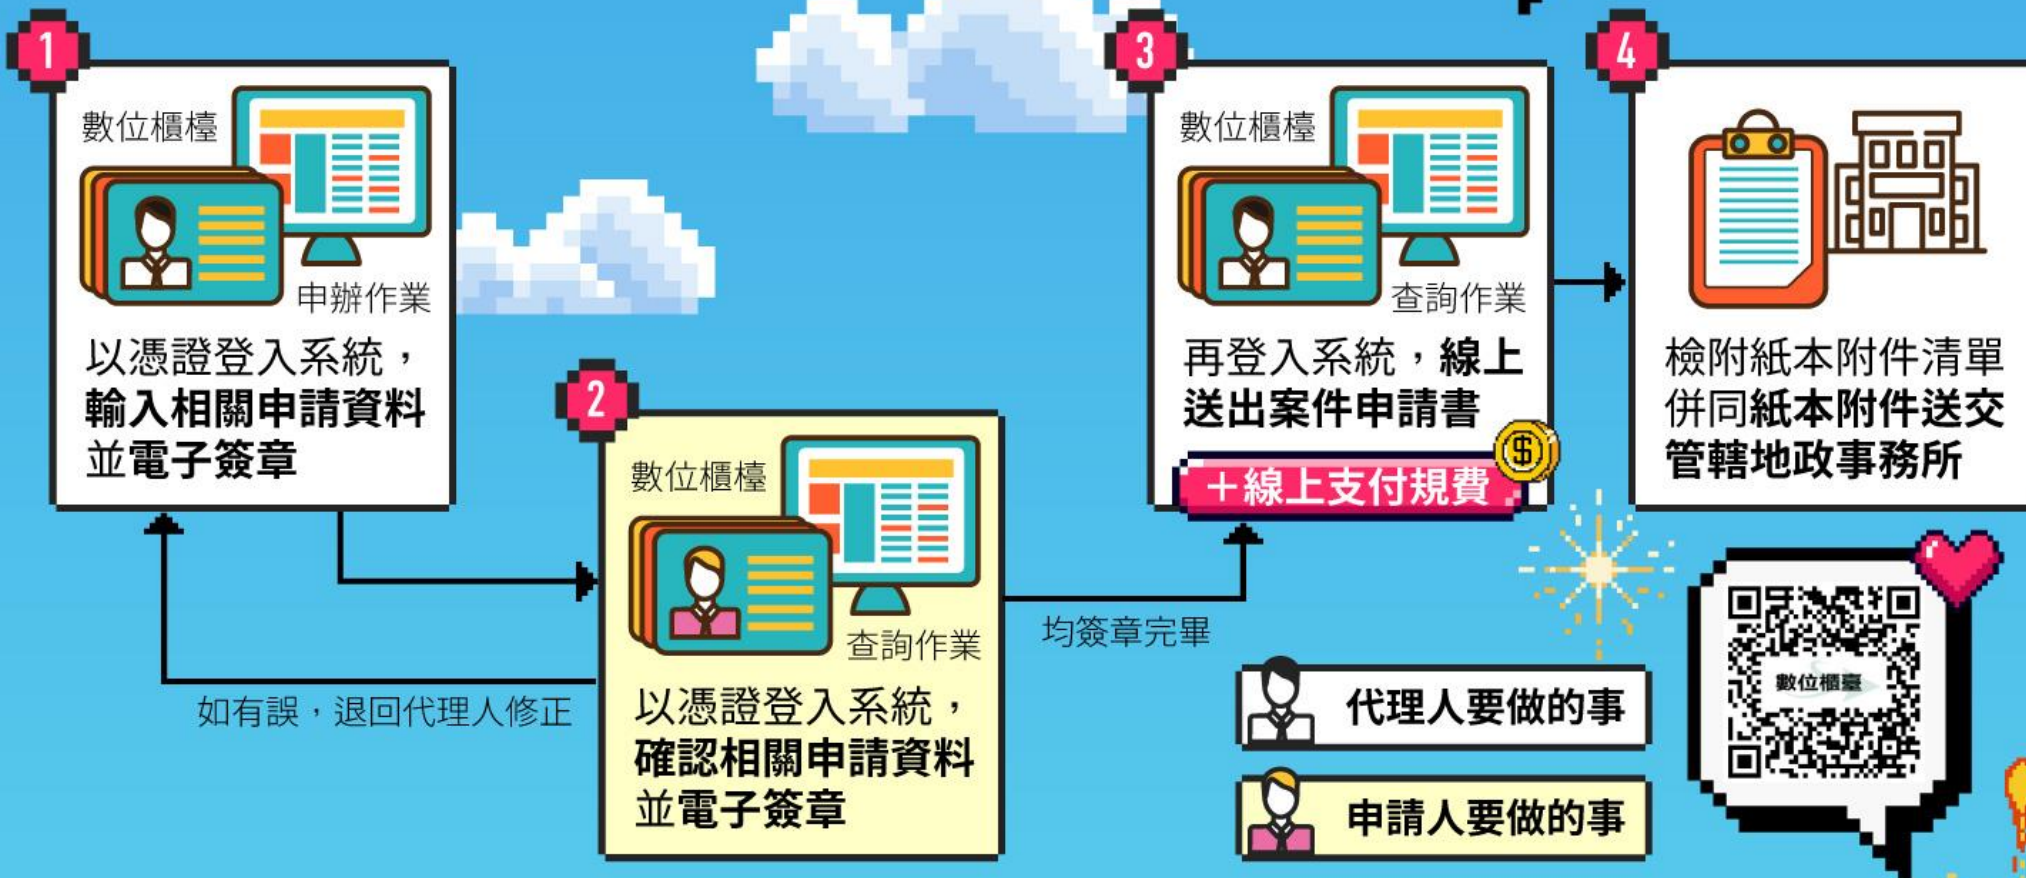 1
數位櫃檯
申辦作業
以憑證登入系統，
輸入相關申請資料
並電子簽章
2
數位櫃檯
查詢作業
以憑證登入系統，
確認相關申請資料
並電子簽章
如有誤，退回代理人修正
均簽章完畢
3
數位櫃檯
查詢作業
再登入系統，線上
送出案件申請書
＋線上支付規費
$
4
檢附紙本附件清單
併同紙本附件送交
管轄地政事務所
代理人要做的事
申請人要做的事
數位櫃臺